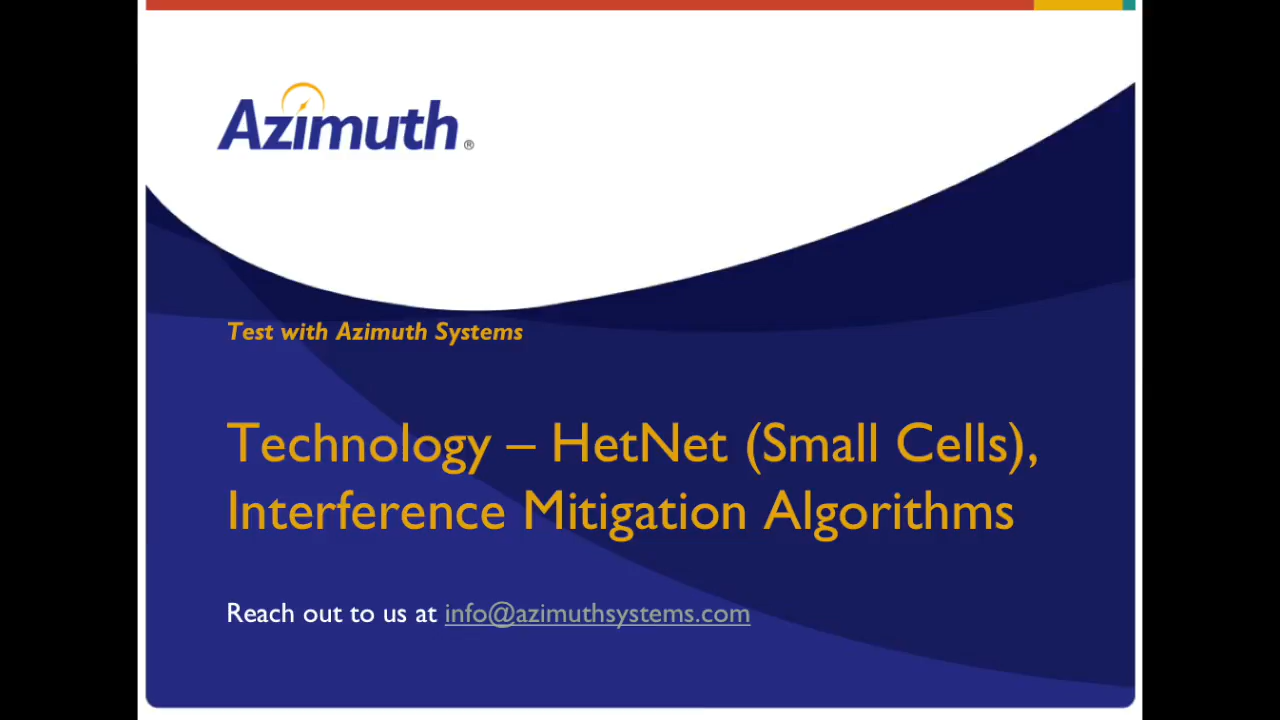 Azimuth®
Test with Azimuth Systems
Technology – HetNet (Small Cells),
Interference Mitigation Algorithms
Reach out to us at info@azimuthsystems.com